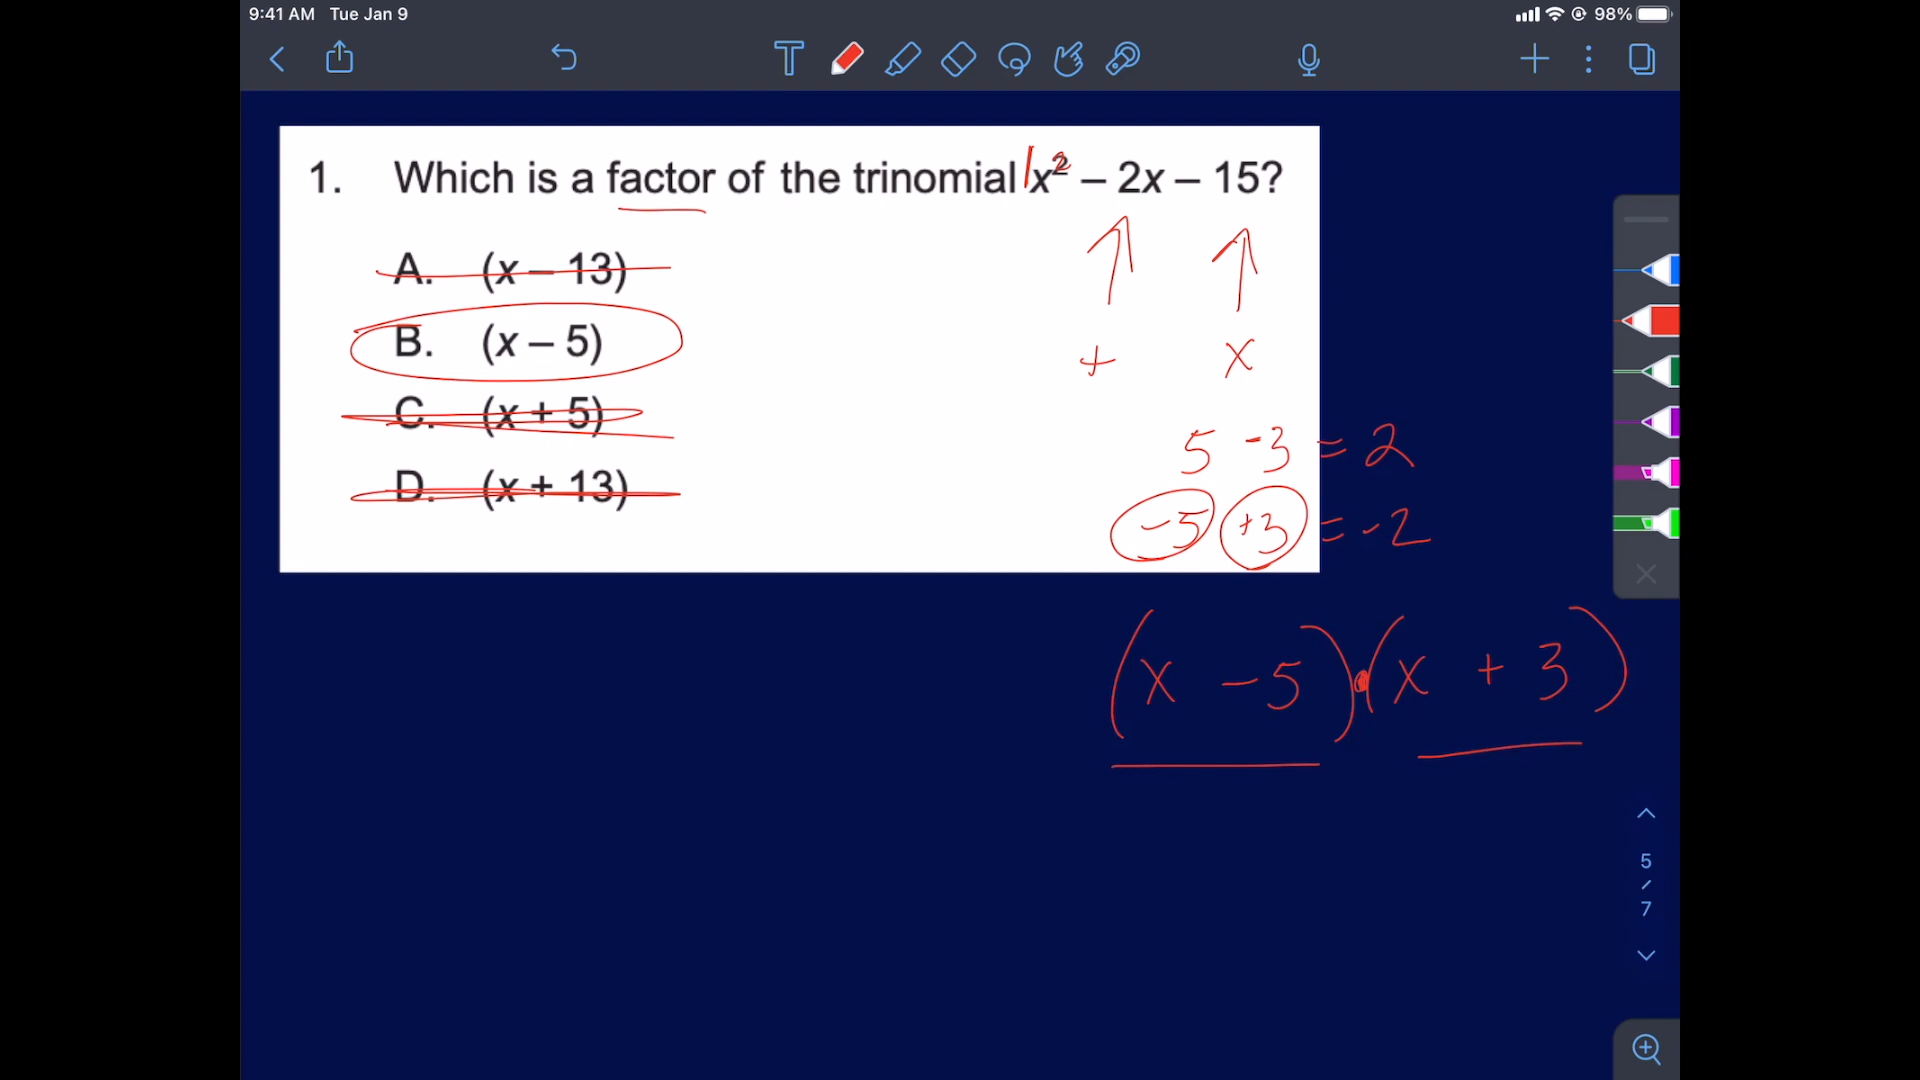 9:41 AM Tue Jan 9
98%
1. Which is a factor of the trinomial 1x² – 2x – 15?
A. (x – 13)
B. (x – 5)
C. (x + 5)
D. (x + 13)
+ x
5 -3 = 2
-5 +3 = -2
(x - 5)·(x + 3)
5
/
7